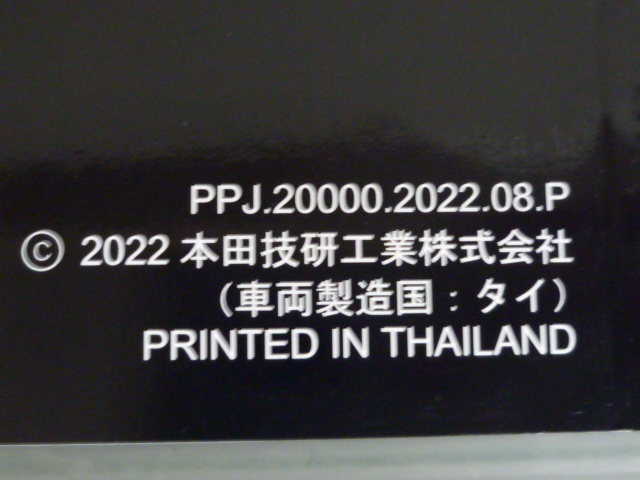 PPJ.20000.2022.08.P
© 2022 本田技研工業株式会社
（車両製造国：タイ）
PRINTED IN THAILAND